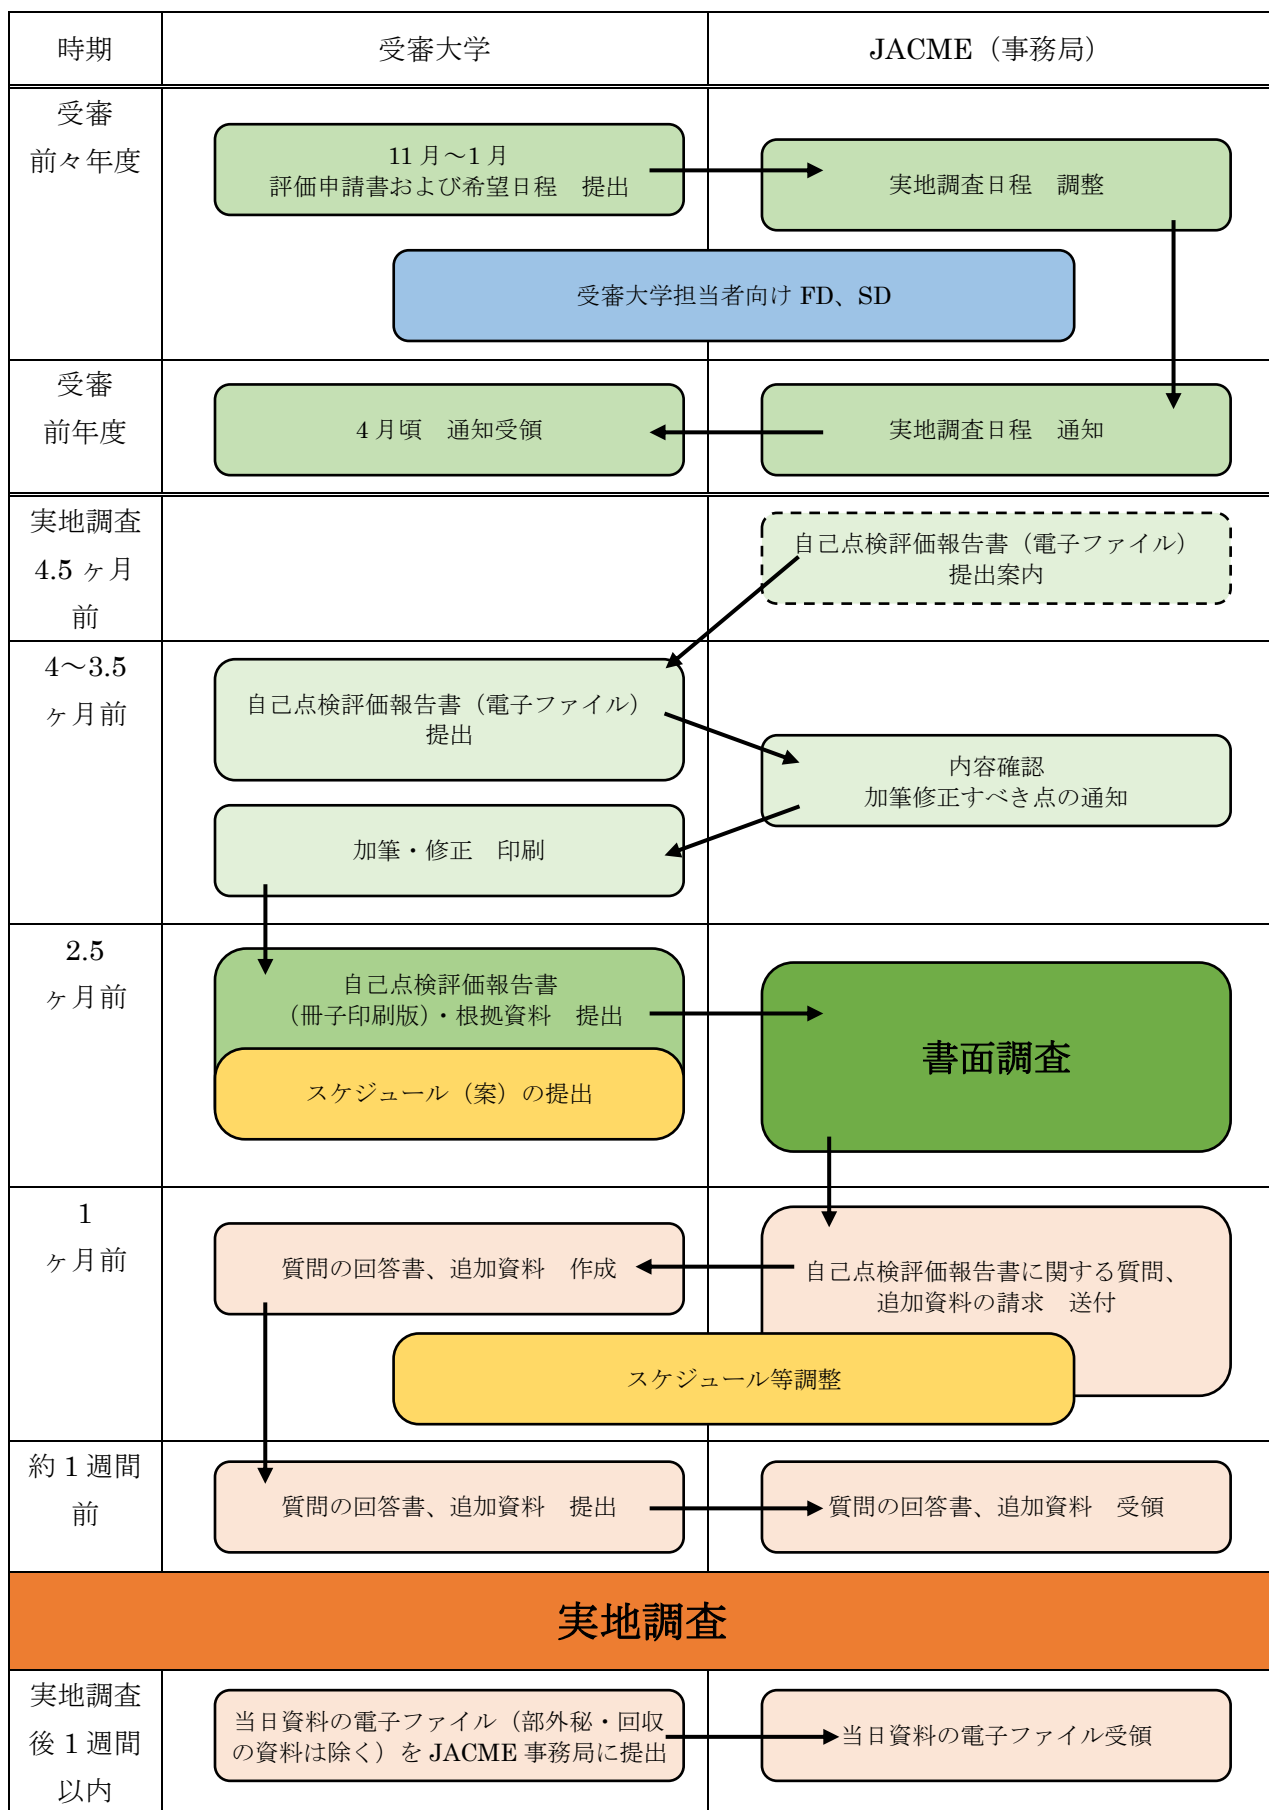 時期
受審大学
JACME（事務局）
受審
前々年度
11月～1月
評価申請書および希望日程　提出
実地調査日程　調整
受審大学担当者向け FD、SD
受審
前年度
4月頃　通知受領
実地調査日程　通知
実地調査
4.5ヶ月
前
自己点検評価報告書（電子ファイル）
提出案内
4～3.5
ヶ月前
自己点検評価報告書（電子ファイル）
提出
内容確認
加筆修正すべき点の通知
加筆・修正　印刷
2.5
ヶ月前
自己点検評価報告書
（冊子印刷版）・根拠資料　提出
スケジュール（案）の提出
書面調査
1
ヶ月前
質問の回答書、追加資料　作成
自己点検評価報告書に関する質問、
追加資料の請求　送付
スケジュール等調整
約1週間
前
質問の回答書、追加資料　提出
質問の回答書、追加資料　受領
実地調査
実地調査
後1週間
以内
当日資料の電子ファイル（部外秘・回収
の資料は除く）を JACME 事務局に提出
当日資料の電子ファイル受領